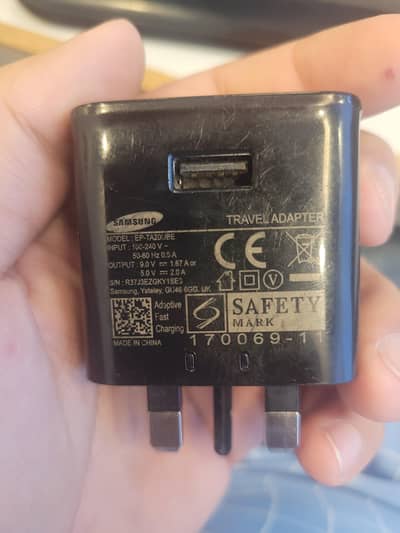 SAMSUNG
TRAVEL ADAPTER
MODEL : EP-TA20UBE
INPUT : 100-240 V~
50-60 Hz 0.5 A
OUTPUT : 9.0 V ⎓ 1.67 A or
5.0 V ⎓ 2.0 A
S/N : R37J3EZGKY1SE3
Samsung, Yateley, GU46 6GG, UK
CE
V
Adaptive
Fast
Charging
MADE IN CHINA
S
SAFETY
MARK
170069-11